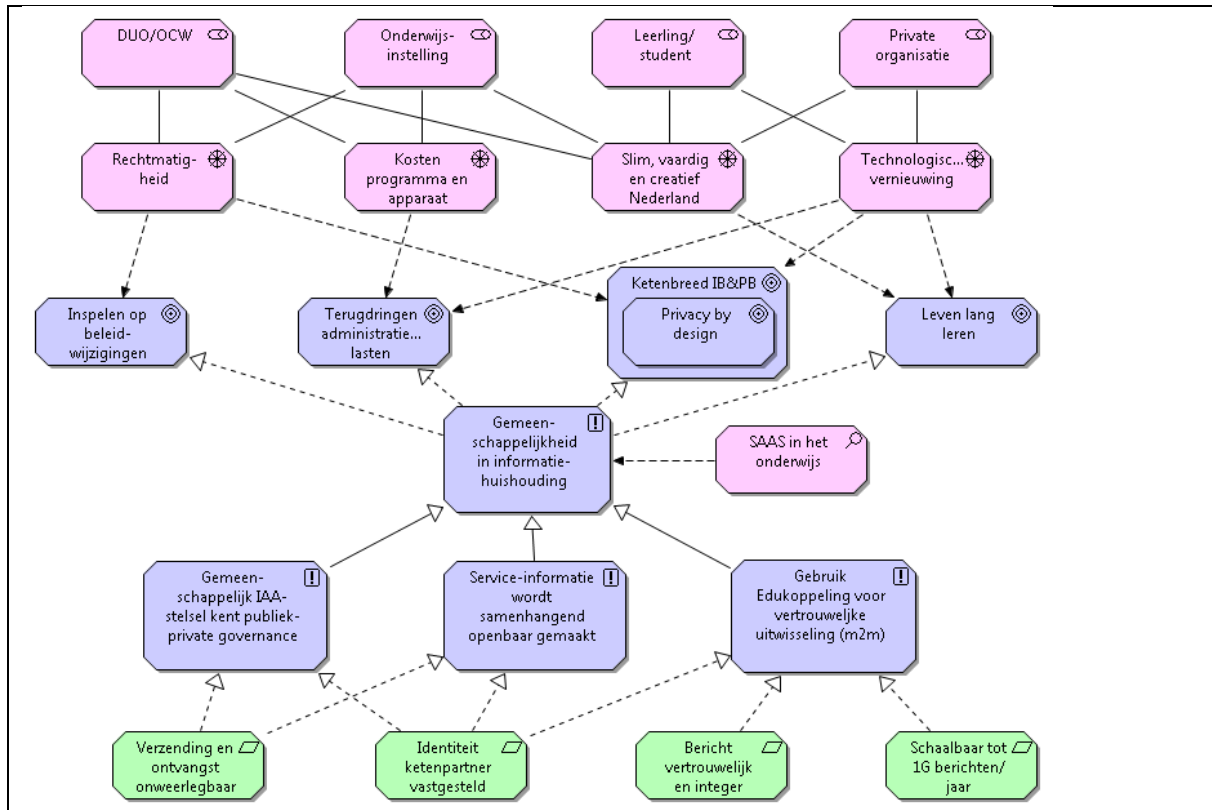 DUO/OCW
Onderwijs-
instelling
Leerling/
student
Private
organisatie
Rechtmatig-
heid
Kosten
programma en
apparaat
Slim, vaardig
en creatief
Nederland
Technologisc...
vernieuwing
Inspelen op
beleid-
wijzigingen
Terugdringen
administratie...
lasten
Ketenbreed IB&PB
Privacy by
design
Leven lang
leren
Gemeen-
schappelijkheid
in informatie-
huishouding
SAAS in het
onderwijs
Gemeen-
schappelijk IAA-
stelsel kent publiek-
private governance
Service-informatie
wordt
samenhangend
openbaar gemaakt
Gebruik
Edukoppeling voor
vertrouweljke
uitwisseling (m2m)
Verzending en
ontvangst
onweerlegbaar
Identiteit
ketenpartner
vastgesteld
Bericht
vertrouwelijk
en integer
Schaalbaar tot
1G berichten/
jaar